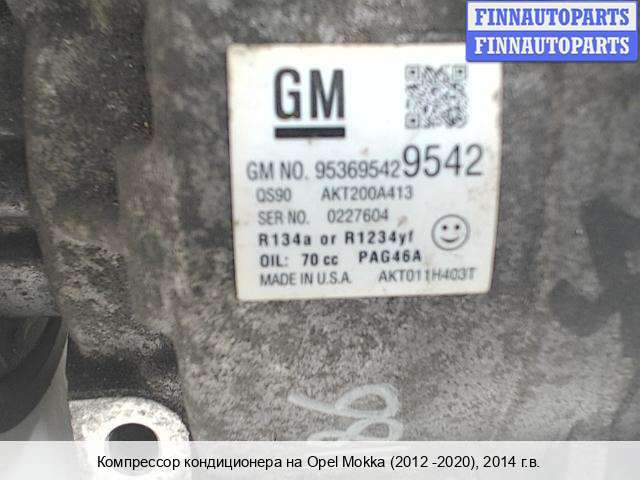 FINNAUTOPARTS
FINNAUTOPARTS
GM
GM NO. 95369542 9542
QS90 AKT200A413
SER NO. 0227604
R134a or R1234yf
OIL: 70 cc PAG46A
MADE IN U.S.A. AKT011H403T
Компрессор кондиционера на Opel Mokka (2012 -2020), 2014 г.в.